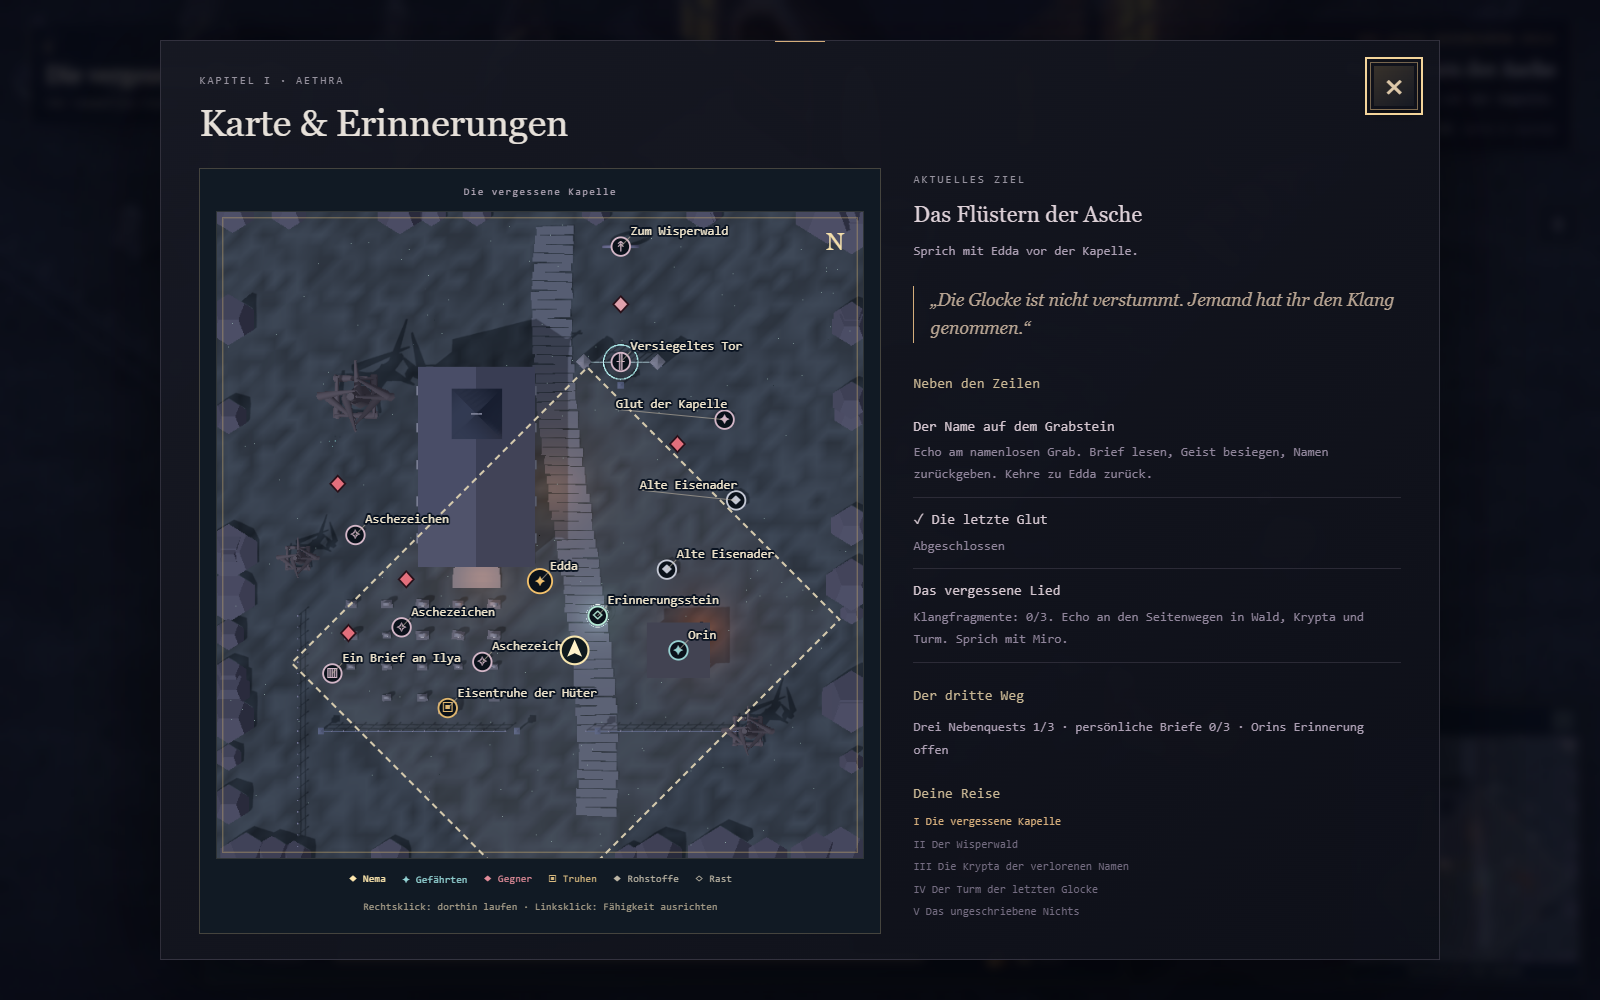 KAPITEL I · AETHRA
Karte & Erinnerungen
Die vergessene Kapelle
N
Zum Wisperwald
Versiegeltes Tor
Glut der Kapelle
Alte Eisenader
Aschezeichen
Alte Eisenader
Edda
Erinnerungsstein
Aschezeichen
Orin
Aschezeich
Ein Brief an Ilya
Eisentruhe der Hüter
Nema
Gefährten
Gegner
Truhen
Rohstoffe
Rast
Rechtsklick: dorthin laufen · Linksklick: Fähigkeit ausrichten
AKTUELLES ZIEL
Das Flüstern der Asche
Sprich mit Edda vor der Kapelle.
„Die Glocke ist nicht verstummt. Jemand hat ihr den Klang
genommen.“
Neben den Zeilen
Der Name auf dem Grabstein
Echo am namenlosen Grab. Brief lesen, Geist besiegen, Namen
zurückgeben. Kehre zu Edda zurück.
✓ Die letzte Glut
Abgeschlossen
Das vergessene Lied
Klangfragmente: 0/3. Echo an den Seitenwegen in Wald, Krypta und
Turm. Sprich mit Miro.
Der dritte Weg
Drei Nebenquests 1/3 · persönliche Briefe 0/3 · Orins Erinnerung
offen
Deine Reise
I Die vergessene Kapelle
II Der Wisperwald
III Die Krypta der verlorenen Namen
IV Der Turm der letzten Glocke
V Das ungeschriebene Nichts